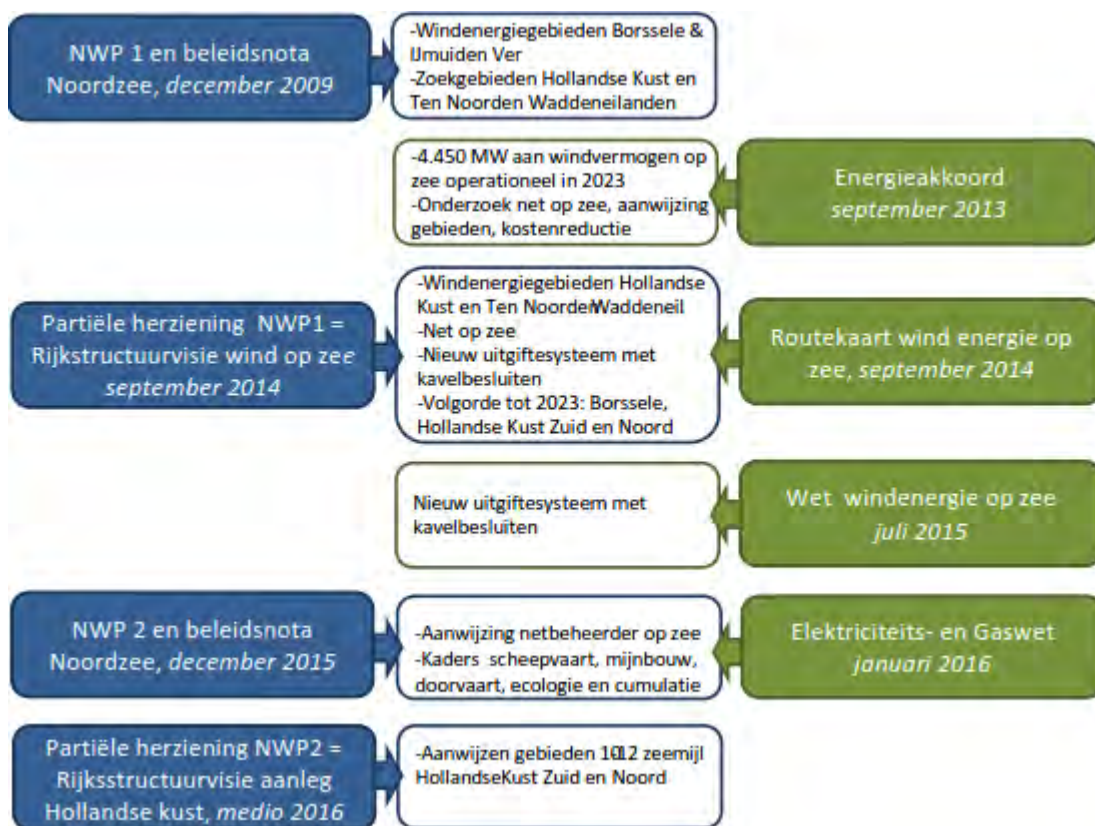 NWP 1 en beleidsnota
Noordzee, december 2009
-Windenergiegebieden Borssele &
IJmuiden Ver
-Zoekgebieden Hollandse Kust en
Ten Noorden Waddeneilanden
-4.450 MW aan windvermogen op
zee operationeel in 2023
-Onderzoek net op zee, aanwijzing
gebieden, kostenreductie
Energieakkoord
september 2013
Partiële herziening NWP1 =
Rijkstructuurvisie wind op zee
september 2014
-Windenergiegebieden Hollandse
Kust en Ten Noorden Waddeneil
-Net op zee
-Nieuw uitgiftesysteem met
kavelbesluiten
-Volgorde tot 2023: Borssele,
Hollandse Kust Zuid en Noord
Routekaart wind energie op
zee, september 2014
Nieuw uitgiftesysteem met
kavelbesluiten
Wet windenergie op zee
juli 2015
NWP 2 en beleidsnota
Noordzee, december 2015
-Aanwijzing netbeheerder op zee
-Kaders scheepvaart, mijnbouw,
doorvaart, ecologie en cumulatie
Elektriciteits- en Gaswet
januari 2016
Partiële herziening NWP2 =
Rijksstructuurvisie aanleg
Hollandse kust, medio 2016
-Aanwijzen gebieden 10-12 zeemijl
HollandseKust Zuid en Noord